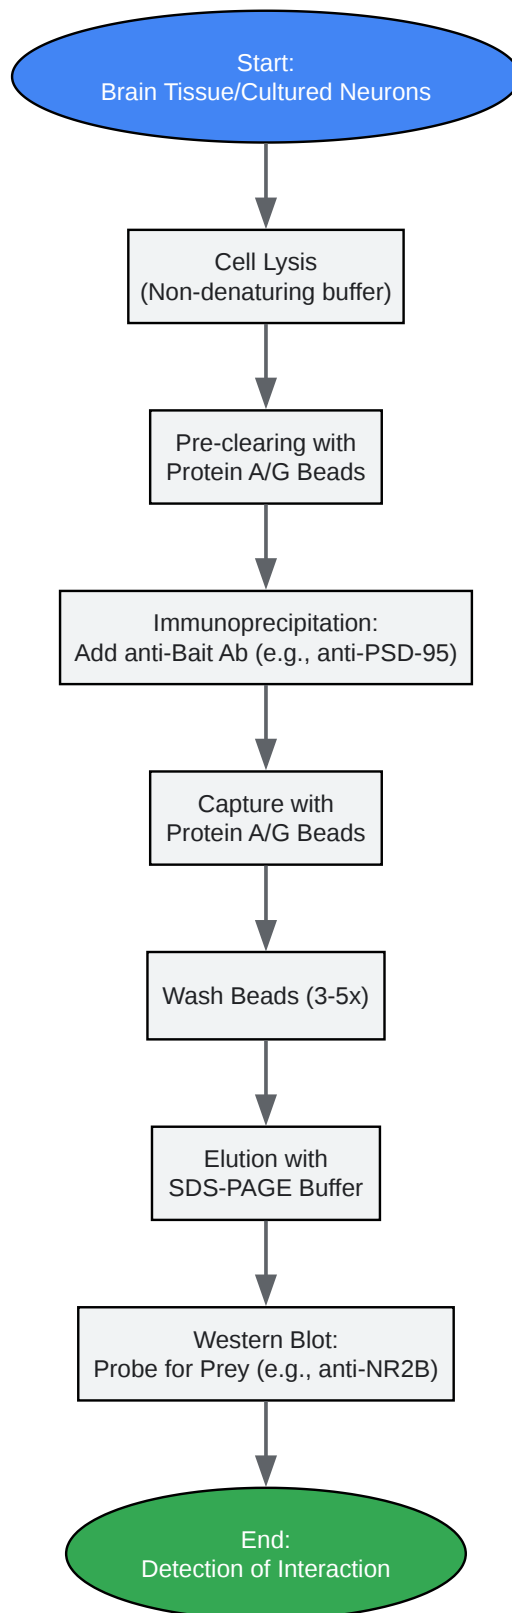 Start:
Brain Tissue/Cultured Neurons
Cell Lysis
(Non-denaturing buffer)
Pre-clearing with
Protein A/G Beads
Immunoprecipitation:
Add anti-Bait Ab (e.g., anti-PSD-95)
Capture with
Protein A/G Beads
Wash Beads (3-5x)
Elution with
SDS-PAGE Buffer
Western Blot:
Probe for Prey (e.g., anti-NR2B)
End:
Detection of Interaction